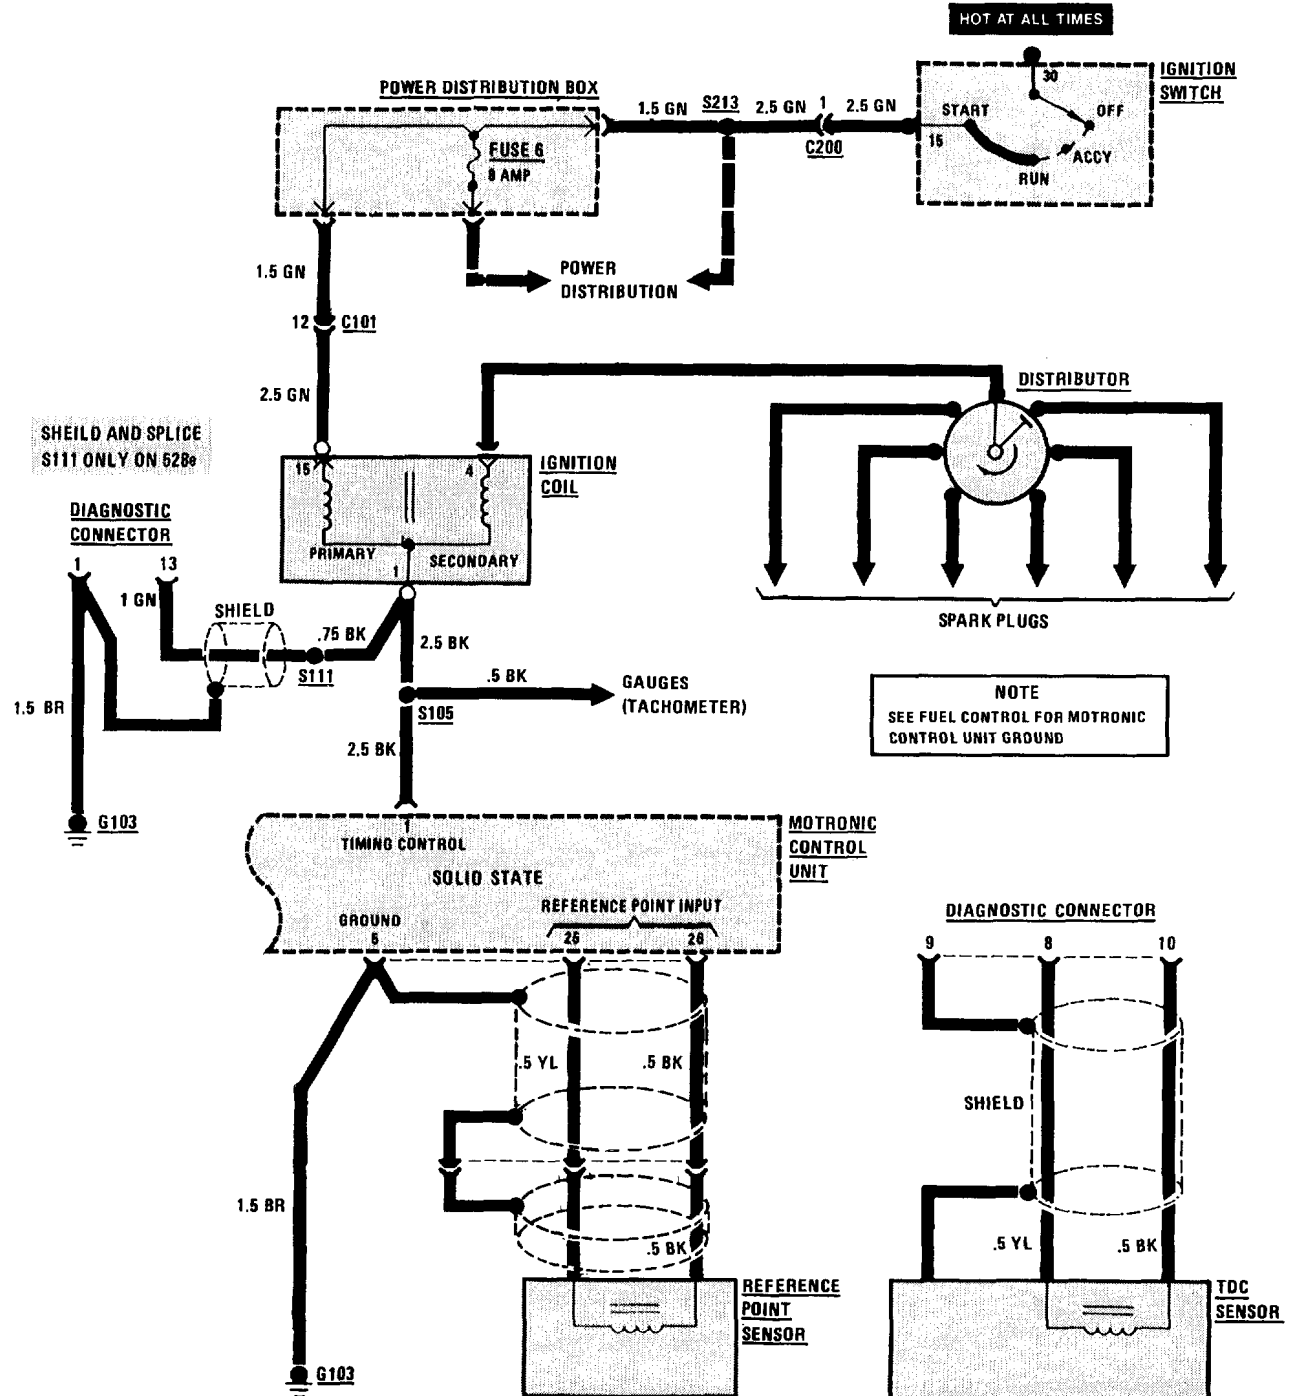 HOT AT ALL TIMES
IGNITION
SWITCH
30
START
OFF
15
ACCY
RUN
POWER DISTRIBUTION BOX
1.5 GN
S213
2.5 GN
1
2.5 GN
C200
FUSE 6
8 AMP
POWER
DISTRIBUTION
1.5 GN
12
C101
2.5 GN
DISTRIBUTOR
SHEILD AND SPLICE
S111 ONLY ON 528e
15
4
IGNITION
COIL
PRIMARY
SECONDARY
1
DIAGNOSTIC
CONNECTOR
1
13
1 GN
SHIELD
.75 BK
2.5 BK
S111
SPARK PLUGS
.5 BK
GAUGES
(TACHOMETER)
S105
1.5 BR
2.5 BK
NOTE
SEE FUEL CONTROL FOR MOTRONIC
CONTROL UNIT GROUND
G103
1
TIMING CONTROL
SOLID STATE
MOTRONIC
CONTROL
UNIT
GROUND
5
REFERENCE POINT INPUT
25
26
DIAGNOSTIC CONNECTOR
9
8
10
.5 YL
.5 BK
SHIELD
1.5 BR
.5 BK
.5 YL
.5 BK
REFERENCE
POINT
SENSOR
TDC
SENSOR
G103